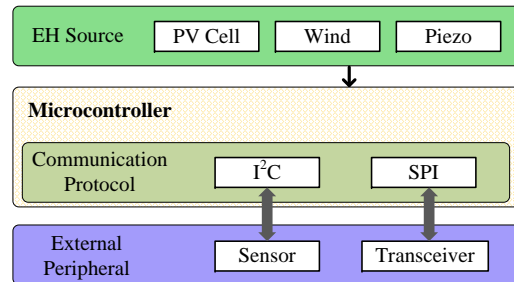 EH Source
PV Cell
Wind
Piezo
Microcontroller
Communication
Protocol
I²C
SPI
External
Peripheral
Sensor
Transceiver